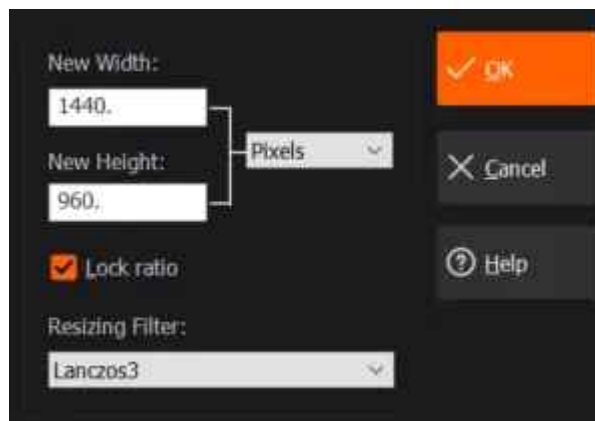 New Width:
1440.
New Height:
960.
Pixels
Lock ratio
Resizing Filter:
Lanczos3
OK
Cancel
Help